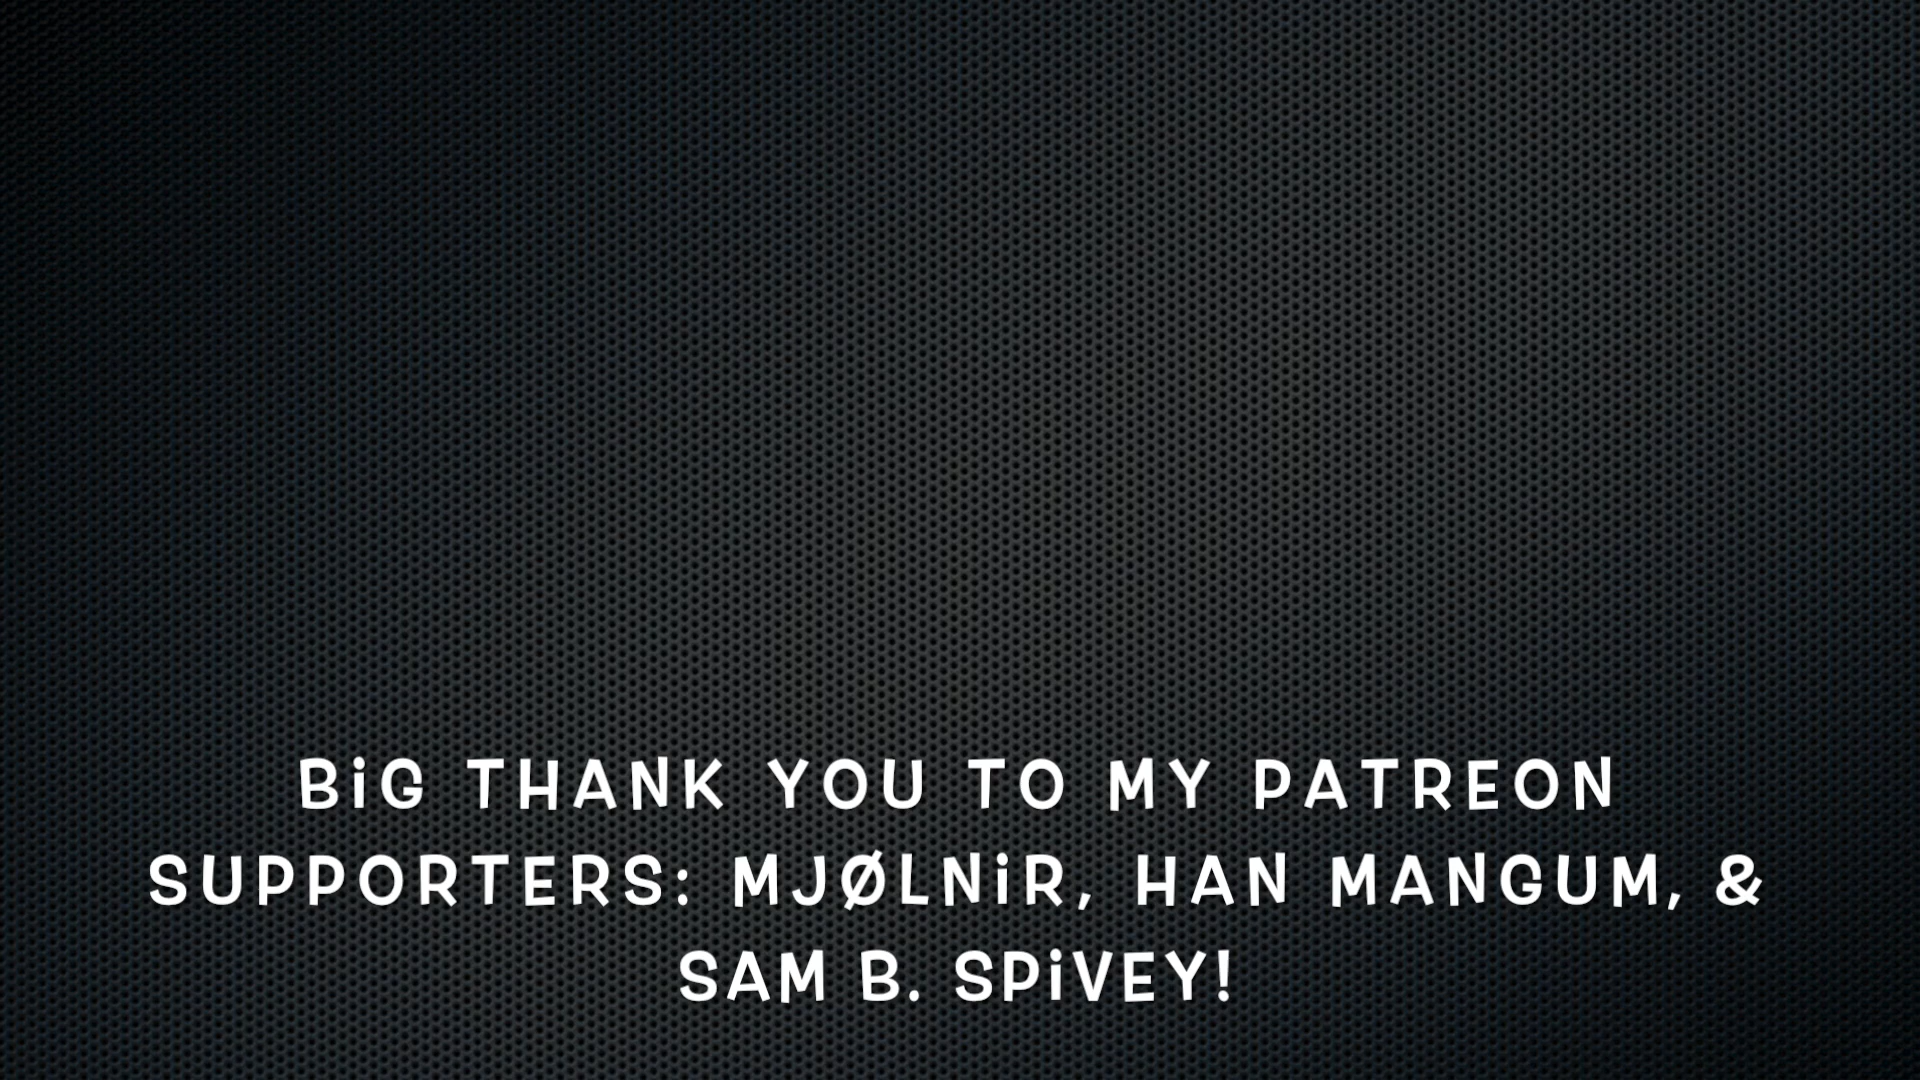 BiG THANK YOU TO MY PATREON
SUPPORTERS: MJØLNiR, HAN MANGUM, &
SAM B. SPiVEY!